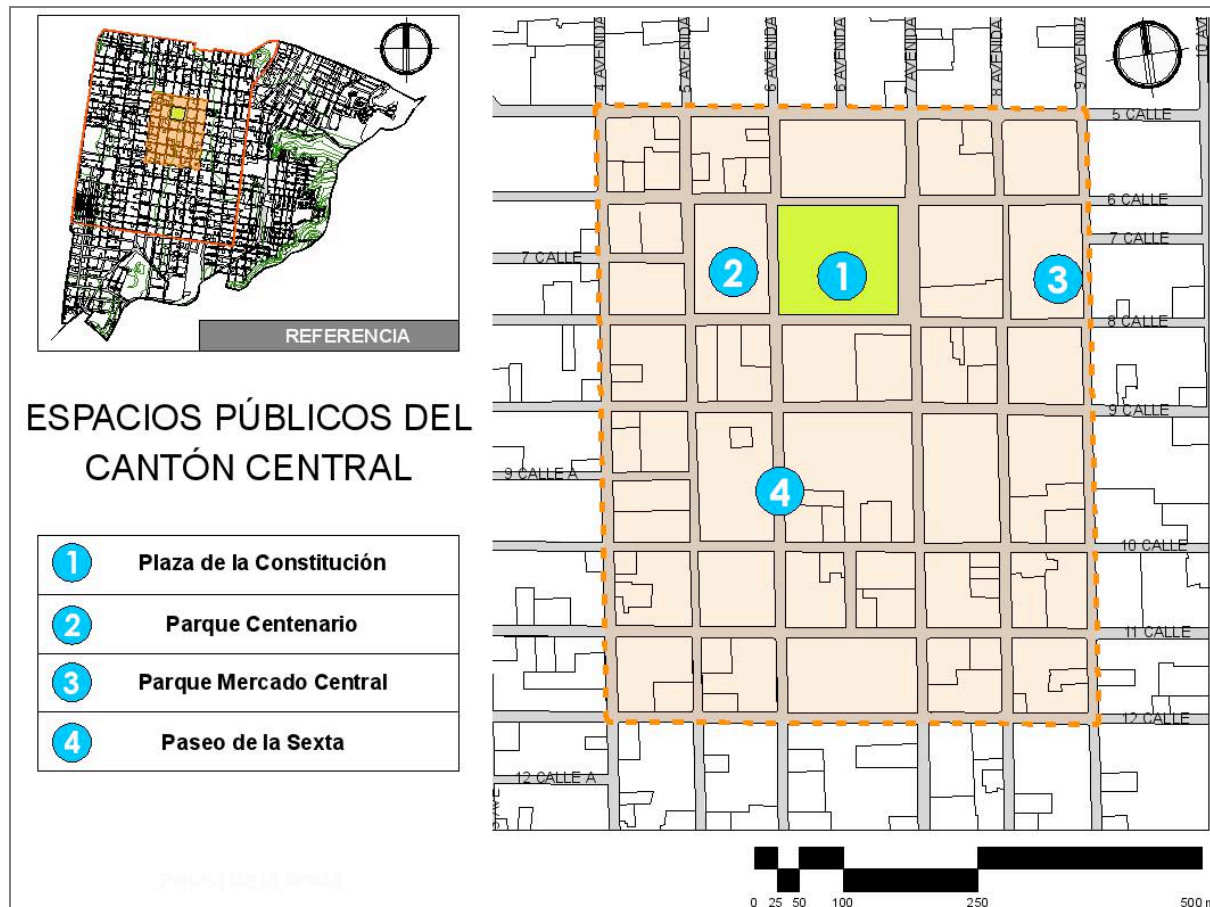 REFERENCIA
ESPACIOS PÚBLICOS DEL
CANTÓN CENTRAL
1 Plaza de la Constitución
2 Parque Centenario
3 Parque Mercado Central
4 Paseo de la Sexta
4 AVENIDA
5 AVENIDA
6 AVENIDA
6 AVENIDA
7 AVENIDA
8 AVENIDA
9 AVENIDA
10 AVE
5 CALLE
6 CALLE
7 CALLE
7 CALLE
2
1
3
8 CALLE
9 CALLE
9 CALLE A
4
10 CALLE
11 CALLE
12 CALLE
12 CALLE A
AVE
0 25 50 100 250 500 m